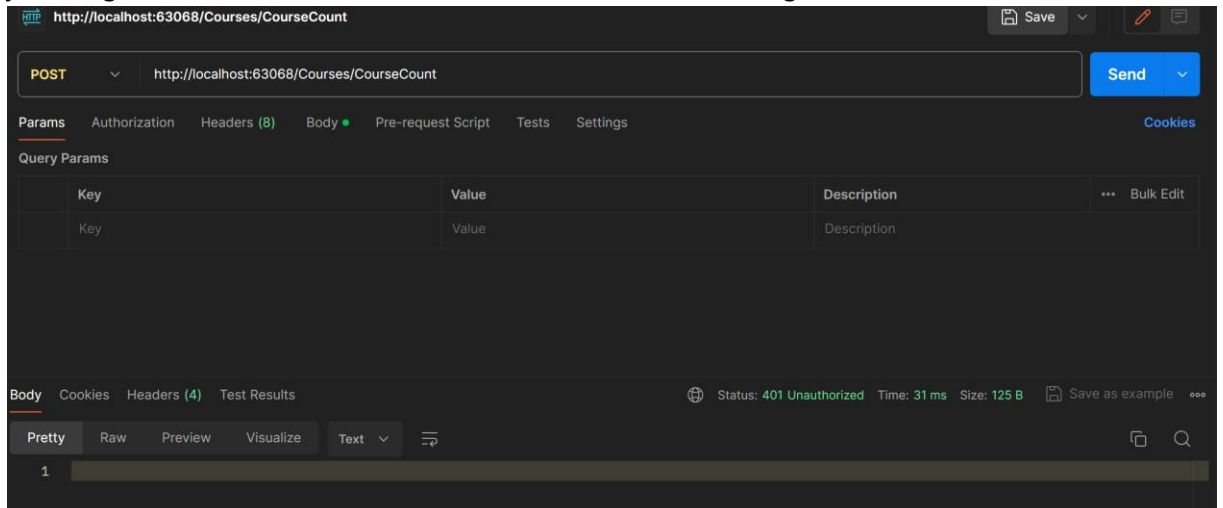 HTTP http://localhost:63068/Courses/CourseCount Save
POST http://localhost:63068/Courses/CourseCount Send
Params Authorization Headers (8) Body Pre-request Script Tests Settings Cookies
Query Params
Key Value Description Bulk Edit
Key Value Description
Body Cookies Headers (4) Test Results Status: 401 Unauthorized Time: 31 ms Size: 125 B Save as example
Pretty Raw Preview Visualize Text
1